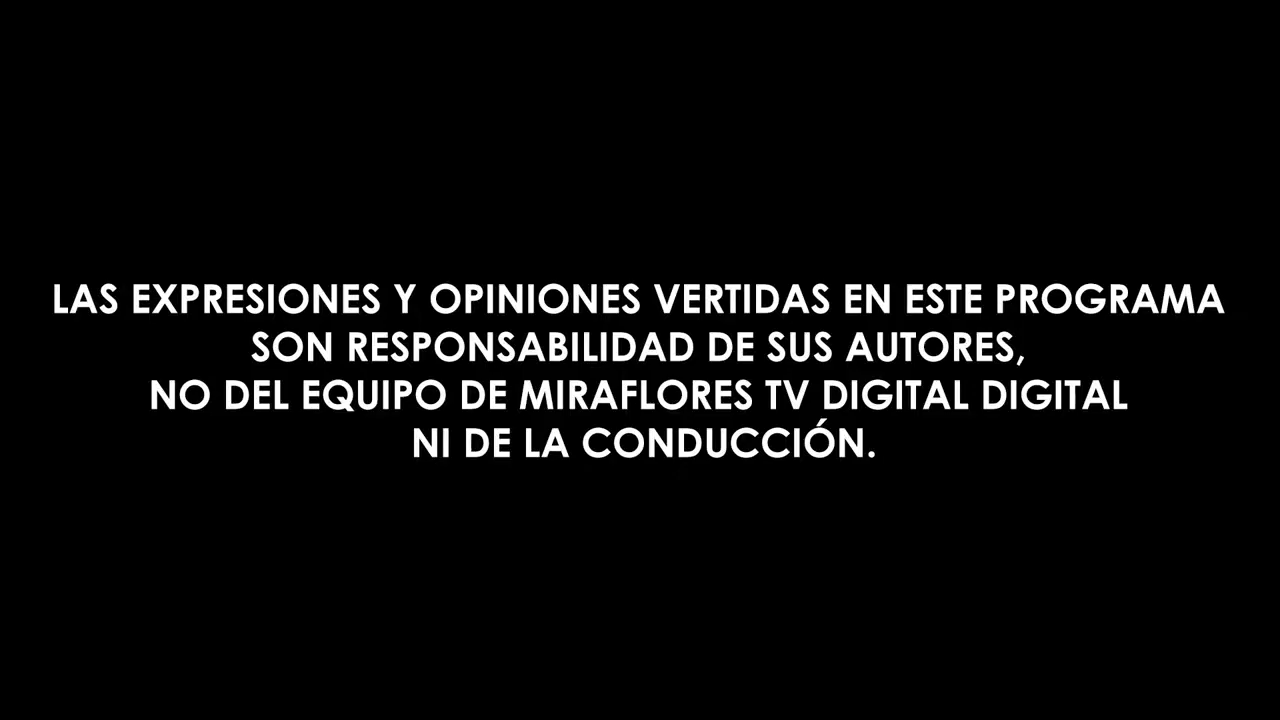 LAS EXPRESIONES Y OPINIONES VERTIDAS EN ESTE PROGRAMA
SON RESPONSABILIDAD DE SUS AUTORES,
NO DEL EQUIPO DE MIRAFLORES TV DIGITAL DIGITAL
NI DE LA CONDUCCIÓN.